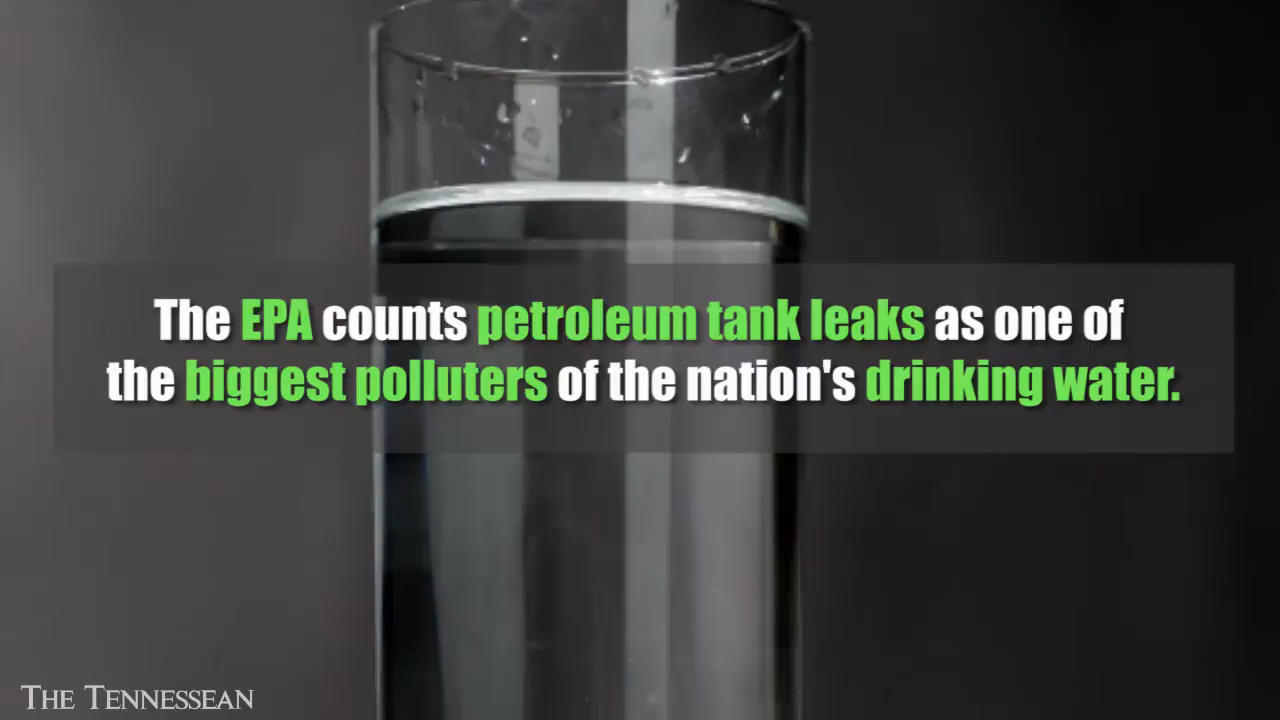 The EPA counts petroleum tank leaks as one of
the biggest polluters of the nation's drinking water.
THE TENNESSEAN